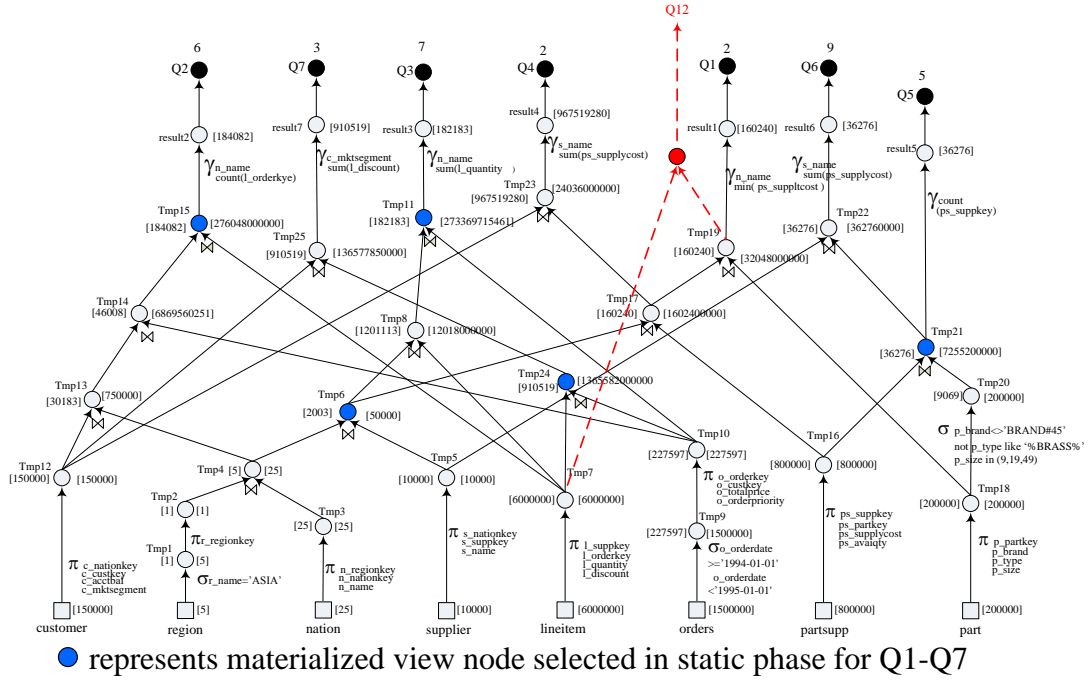 Q12
6
3
7
2
2
9
5
Q2
Q7
Q3
Q4
Q1
Q6
Q5
result2
[184082]
result7
[910519]
result3
[182183]
result4
[967519280]
result1
[160240]
result6
[36276]
result5
[36276]
γn_name
count(l_orderkye)
γc_mktsegment
sum(l_discount)
γn_name
sum(l_quantity )
γs_name
sum(ps_supplycost)
γn_name
min( ps_suppltcost )
γs_name
sum(ps_supplycost)
γcount
(ps_suppkey)
Tmp15
[184082]
[276048000000]
⋈
Tmp25
[910519]
[136577850000]
⋈
Tmp11
[182183]
[273369715461]
⋈
Tmp23
[967519280]
[24036000000]
⋈
Tmp19
[160240]
[32048000000]
⋈
Tmp22
[36276]
[362760000]
⋈
Tmp14
[46008]
[6869560251]
⋈
Tmp8
[1201113]
[12018000000]
⋈
Tmp17
[160240]
[1602400000]
⋈
Tmp21
[36276]
[7255200000]
⋈
Tmp13
[30183]
[750000]
⋈
Tmp6
[2003]
[50000]
⋈
Tmp24
[910519]
[1365582000000
⋈
Tmp20
[9069]
[200000]
σ p_brand<>'BRAND#45'
not p_type like '%BRASS%'
p_size in (9,19,49)
Tmp12
[150000]
[150000]
Tmp4
[5]
[25]
⋈
Tmp5
[10000]
[10000]
Tmp7
[6000000]
[6000000]
Tmp10
[227597]
[227597]
Tmp16
[800000]
[800000]
Tmp18
[200000]
[200000]
Tmp2
[1]
[1]
Tmp3
[25]
[25]
π o_orderkey
o_custkey
o_totalprice
o_orderpriority
Tmp9
[227597]
[1500000]
πr_regionkey
Tmp1
[1]
[5]
π s_nationkey
s_suppkey
s_name
π ps_suppkey
ps_partkey
ps_supplycost
ps_avaiqty
π c_nationkey
c_custkey
c_acctbal
c_mktsegment
σr_name='ASIA'
π n_regionkey
n_nationkey
n_name
π l_suppkey
l_orderkey
l_quantity
l_discount
σo_orderdate
>='1994-01-01'
o_orderdate
<'1995-01-01'
π p_partkey
p_brand
p_type
p_size
[150000]
[5]
[25]
[10000]
[6000000]
[1500000]
[800000]
[200000]
customer
region
nation
supplier
lineitem
orders
partsupp
part
represents materialized view node selected in static phase for Q1-Q7